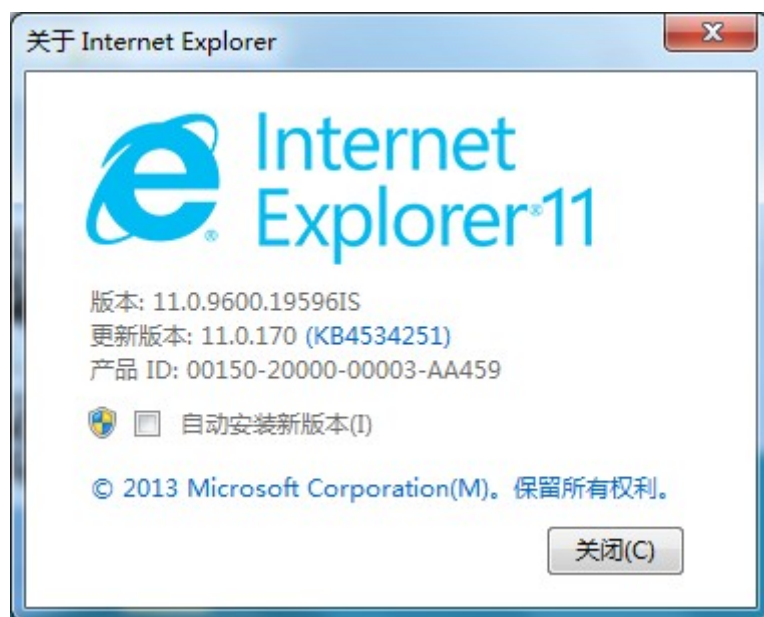 关于 Internet Explorer
Internet
Explorer®11
版本: 11.0.9600.19596IS
更新版本: 11.0.170 (KB4534251)
产品 ID: 00150-20000-00003-AA459
自动安装新版本(I)
© 2013 Microsoft Corporation(M)。保留所有权利。
关闭(C)